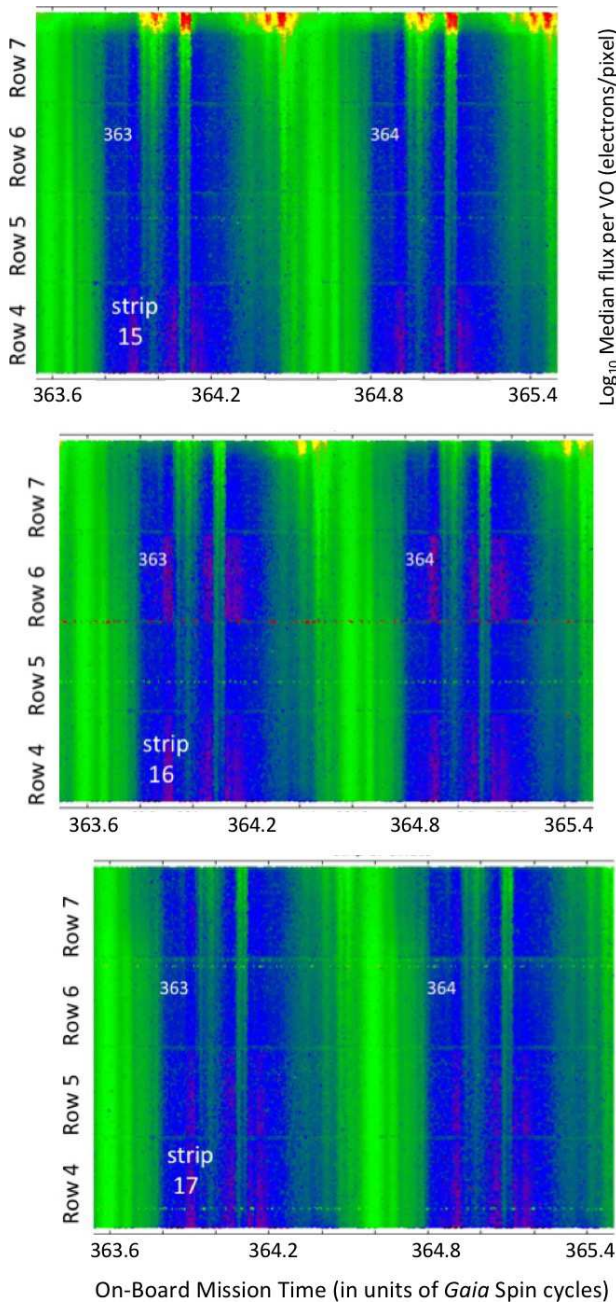 Row 7
Row 6
Row 5
Row 4
363
364
strip
15
363.6 364.2 364.8 365.4
Log₁₀ Median flux per VO (electrons/pixel)
Row 7
Row 6
Row 5
Row 4
363
364
strip
16
363.6 364.2 364.8 365.4
Row 7
Row 6
Row 5
Row 4
363
364
strip
17
363.6 364.2 364.8 365.4
On-Board Mission Time (in units of Gaia Spin cycles)